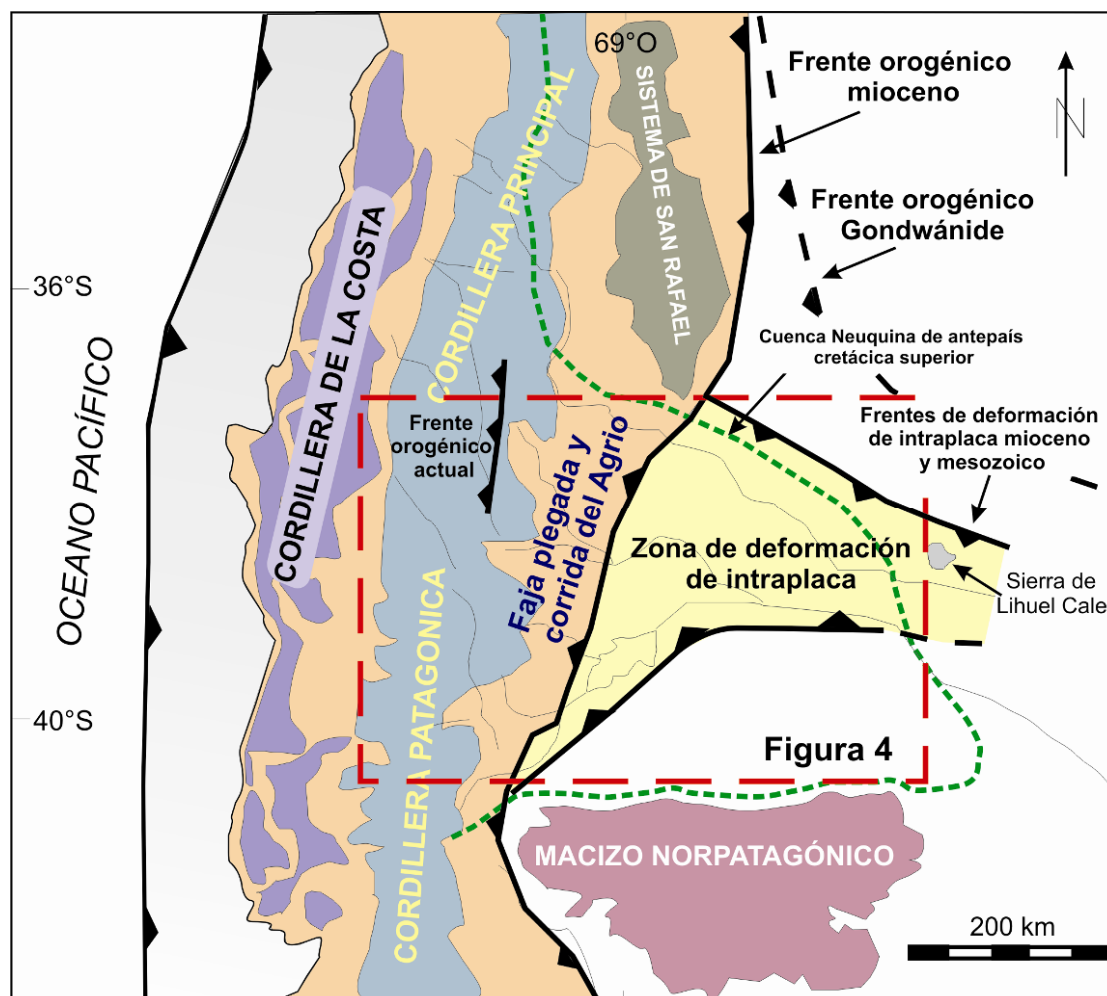 69°O
Frente orogénico
mioceno
N
SISTEMA DE SAN RAFAEL
CORDILLERA PRINCIPAL
CORDILLERA DE LA COSTA
Frente orogénico
Gondwánide
36°S
Cuenca Neuquina de antepaís
cretácica superior
Frentes de deformación
de intraplaca mioceno
y mesozoico
Frente
orogénico
actual
OCEANO PACÍFICO
Faja plegada y
corrida del Agrio
Zona de deformación
de intraplaca
Sierra de
Lihuel Cale
CORDILLERA PATAGONICA
40°S
Figura 4
MACIZO NORPATAGÓNICO
200 km